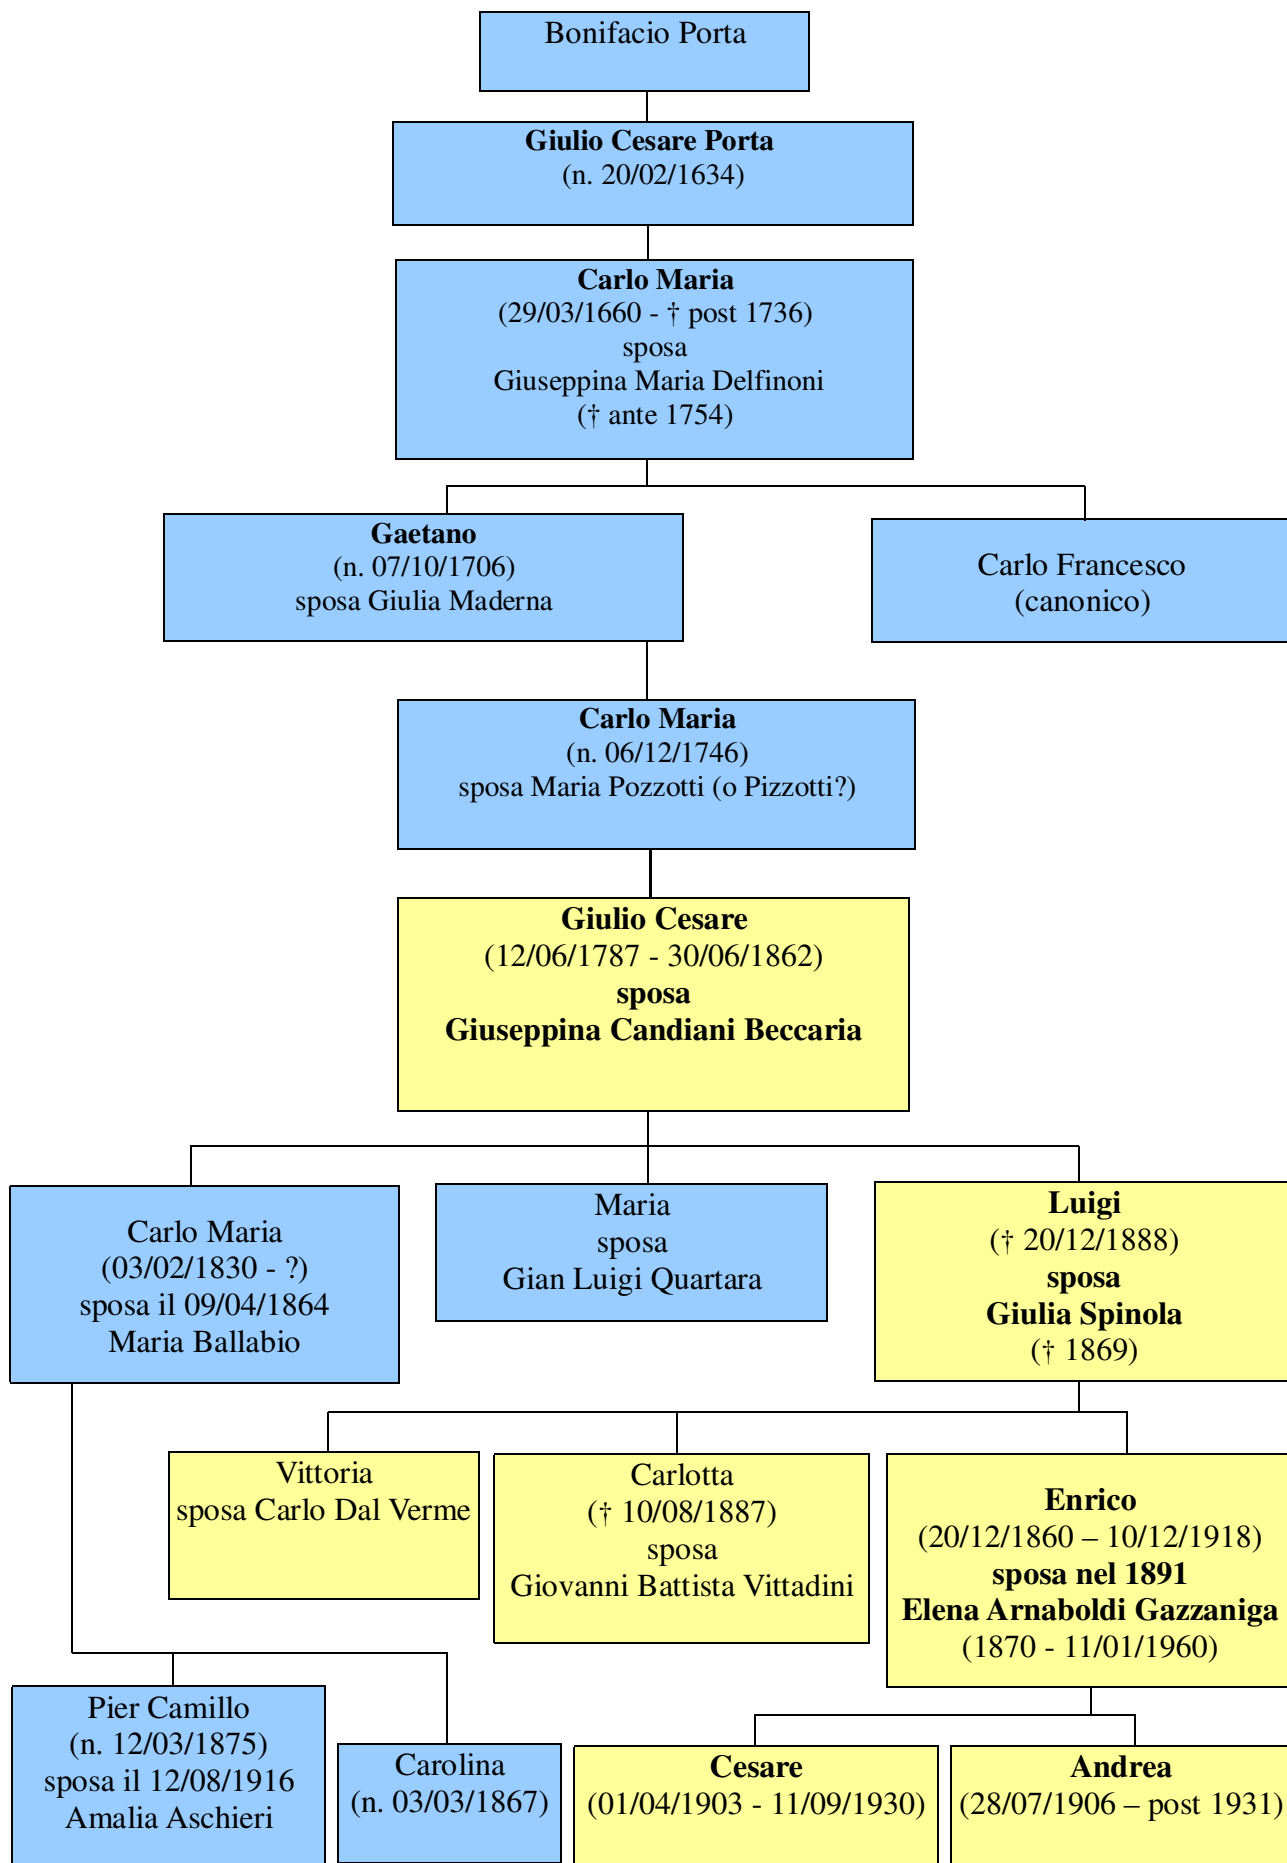 Bonifacio Porta
Giulio Cesare Porta
(n. 20/02/1634)
Carlo Maria
(29/03/1660 - † post 1736)
sposa
Giuseppina Maria Delfinoni
(† ante 1754)
Gaetano
(n. 07/10/1706)
sposa Giulia Maderna
Carlo Francesco
(canonico)
Carlo Maria
(n. 06/12/1746)
sposa Maria Pozzotti (o Pizzotti?)
Giulio Cesare
(12/06/1787 - 30/06/1862)
sposa
Giuseppina Candiani Beccaria
Carlo Maria
(03/02/1830 - ?)
sposa il 09/04/1864
Maria Ballabio
Maria
sposa
Gian Luigi Quartara
Luigi
(† 20/12/1888)
sposa
Giulia Spinola
(† 1869)
Vittoria
sposa Carlo Dal Verme
Carlotta
(† 10/08/1887)
sposa
Giovanni Battista Vittadini
Enrico
(20/12/1860 – 10/12/1918)
sposa nel 1891
Elena Arnaboldi Gazzaniga
(1870 - 11/01/1960)
Pier Camillo
(n. 12/03/1875)
sposa il 12/08/1916
Amalia Aschieri
Carolina
(n. 03/03/1867)
Cesare
(01/04/1903 - 11/09/1930)
Andrea
(28/07/1906 – post 1931)